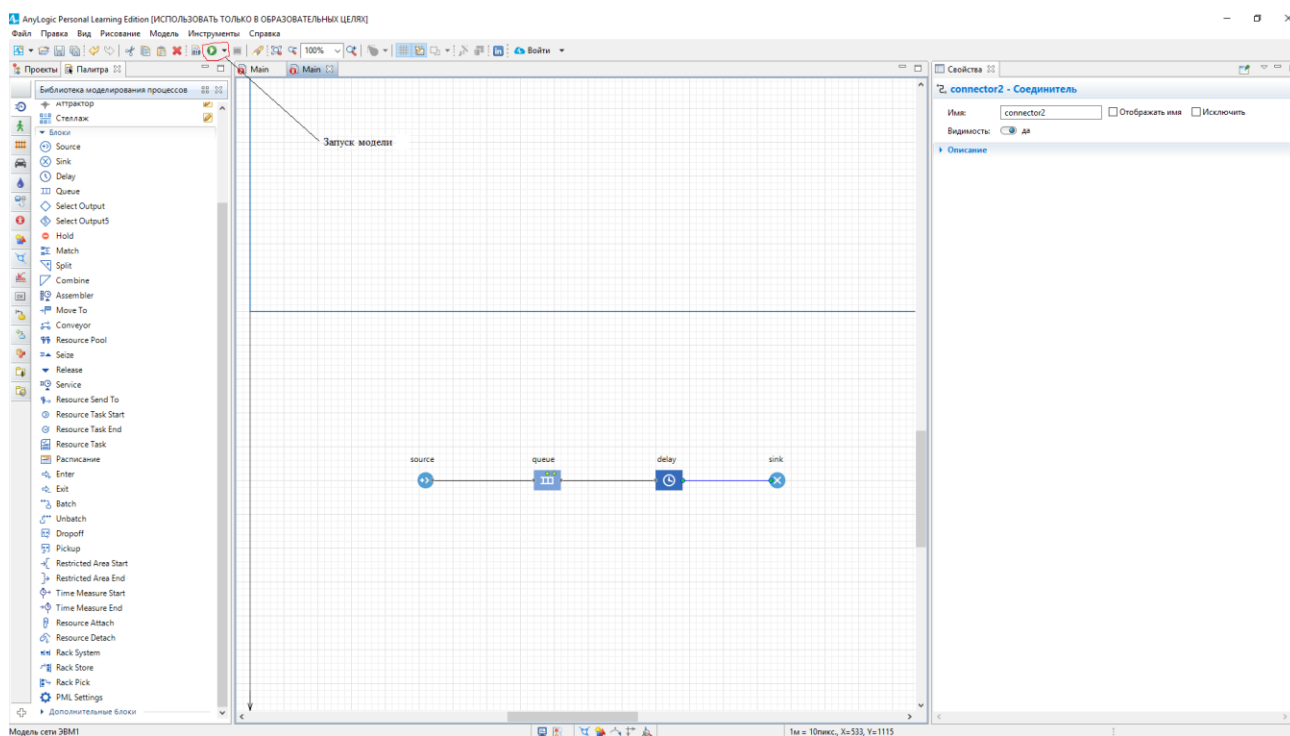 AnyLogic Personal Learning Edition [ИСПОЛЬЗОВАТЬ ТОЛЬКО В ОБРАЗОВАТЕЛЬНЫХ ЦЕЛЯХ]
Файл Правка Вид Рисование Модель Инструменты Справка
100% Войти
Проекты Палитра
Библиотека моделирования процессов
Аттрактор
Стеллаж
Блоки
Source
Sink
Delay
Queue
Select Output
Select Output5
Hold
Match
Split
Combine
Assembler
Move To
Conveyor
Resource Pool
Seize
Release
Service
Resource Send To
Resource Task Start
Resource Task End
Resource Task
Расписание
Enter
Exit
Batch
Unbatch
Dropoff
Pickup
Restricted Area Start
Restricted Area End
Time Measure Start
Time Measure End
Resource Attach
Resource Detach
Rack System
Rack Store
Rack Pick
PML Settings
Дополнительные блоки
Main Main
Запуск модели
source queue delay sink
Свойства
connector2 - Соединитель
Имя: connector2 Отображать имя Исключить
Видимость: да
Описание
Модель сети ЭВМ1 1м = 10пикс., X=533, Y=1115